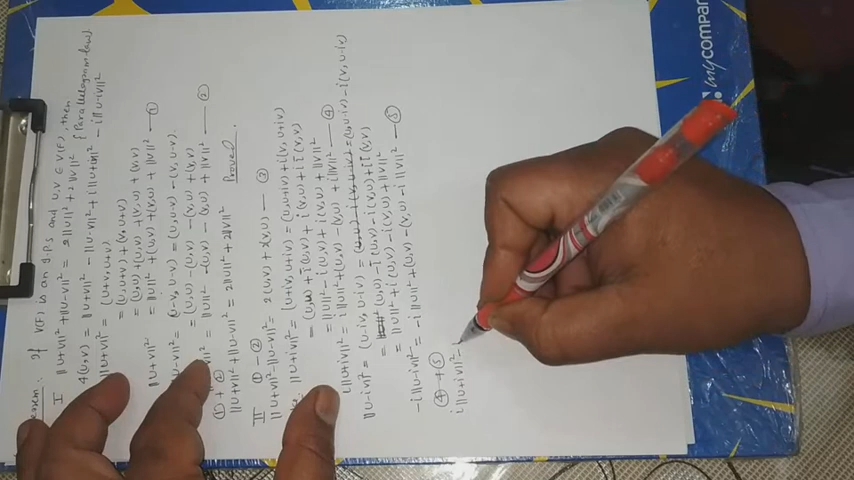 Theorem: If V(F) is an I.P.S and U,V ∈ V(F), then
I ||U+V||² + ||U-V||² = 2||U||² + 2||V||² {Parallelogram law}
4(U,V) = ||U+V||² - ||U-V||² + i||U+iV||² - i||U-iV||²
||U+V||² = (U+V, U+V)
= (U,U+V) + (V,U+V)
= (U,U) + (U,V) + (V,U) + (V,V)
||U+V||² = ||U||² + (U,V) + (V,U) + ||V||² — ①
||U-V||² = (U-V, U-V) = (U,U-V) - (V,U-V)
= (U,U) - (U,V) - (V,U) + (V,V)
||U-V||² = ||U||² - (U,V) - (V,U) + ||V||² — ②
① + ②
||U+V||² + ||U-V||² = 2||U||² + 2||V||² Proved.
II ① - ②
||U+V||² - ||U-V||² = 2(U,V) + 2(V,U) — ③
||U+iV||² = (U+iV, U+iV) = (U,U+iV) + i(V,U+iV)
= (U,U) + i̅(U,V) + i(V,U) + i i̅(V,V)
= ||U||² - i(U,V) + i(V,U) + ||V||²
i||U+iV||² = i||U||² + (U,V) - (V,U) + i||V||² — ④
||U-iV||² = (U-iV, U-iV) = (U,U-iV) - i(V,U-iV)
= (U,U) - i̅(U,V) - i(V,U) + i i̅(V,V)
= ||U||² + i(U,V) - i(V,U) + ||V||²
-i||U-iV||² = -i||U||² + (U,V) - (V,U) - i||V||² — ⑤
④ + ⑤
i||U+iV||² -
my company